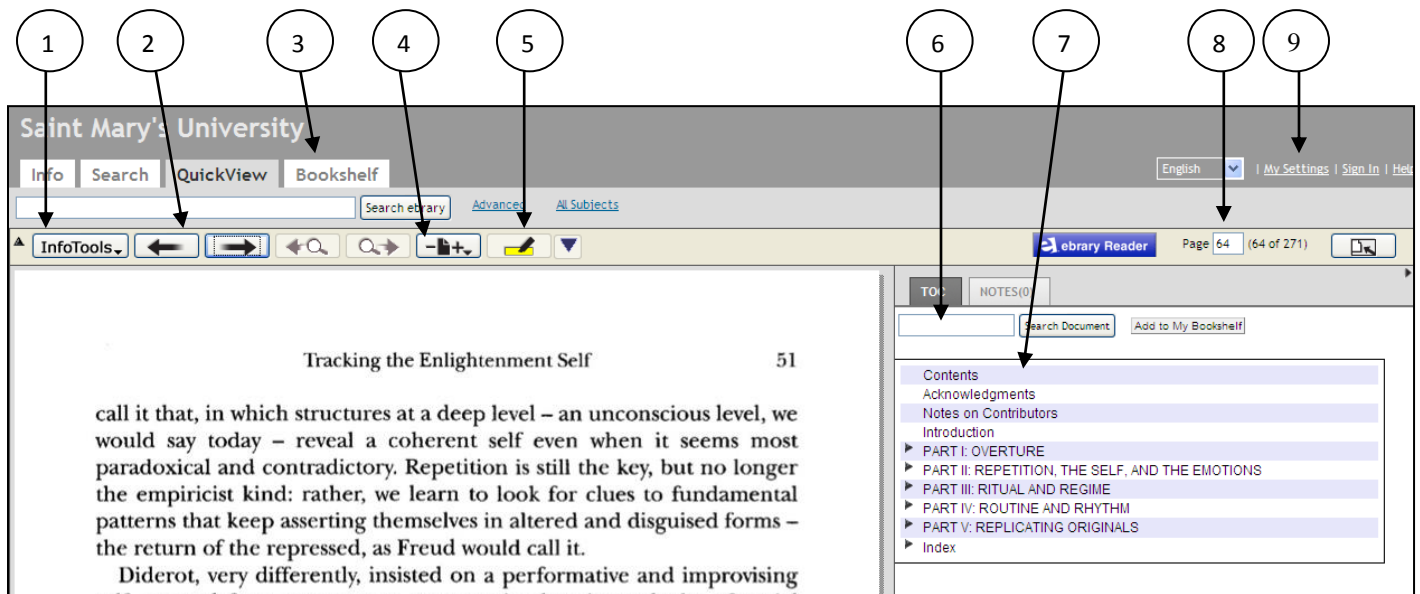 1 2 3 4 5 6 7 8 9
Saint Mary's University
Info Search QuickView Bookshelf English | My Settings | Sign In | Help
Search ebrary Advanced All Subjects
InfoTools ebrary Reader Page 64 (64 of 271)
TOC NOTES(0)
Search Document Add to My Bookshelf
Tracking the Enlightenment Self 51
call it that, in which structures at a deep level – an unconscious level, we
would say today – reveal a coherent self even when it seems most
paradoxical and contradictory. Repetition is still the key, but no longer
the empiricist kind: rather, we learn to look for clues to fundamental
patterns that keep asserting themselves in altered and disguised forms –
the return of the repressed, as Freud would call it.
Diderot, very differently, insisted on a performative and improvising
Contents
Acknowledgments
Notes on Contributors
Introduction
PART I: OVERTURE
PART II: REPETITION, THE SELF, AND THE EMOTIONS
PART III: RITUAL AND REGIME
PART IV: ROUTINE AND RHYTHM
PART V: REPLICATING ORIGINALS
Index